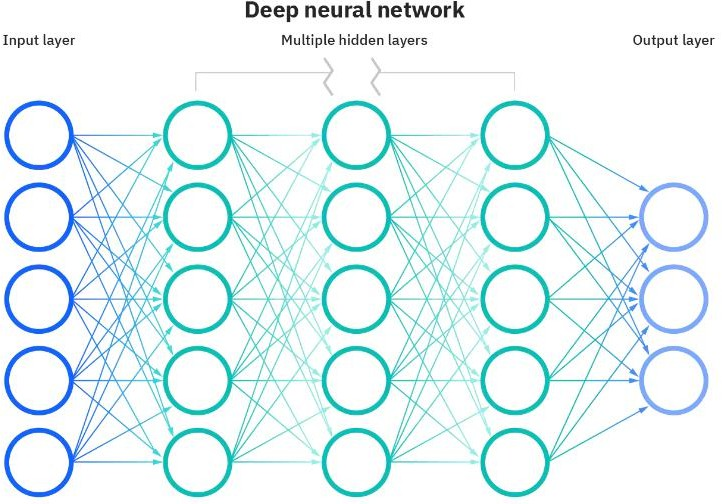 Deep neural network
Input layer
Multiple hidden layers
Output layer